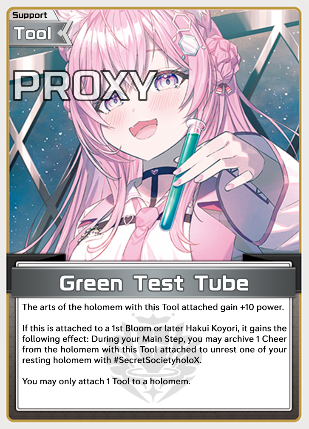 Support
Tool
PROXY
Green Test Tube
The arts of the holomem with this Tool attached gain +10 power.
If this is attached to a 1st Bloom or later Hakui Koyori, it gains the
following effect: During your Main Step, you may archive 1 Cheer
from the holomem with this Tool attached to unrest one of your
resting holomem with #SecretSocietyholoX.
You may only attach 1 Tool to a holomem.